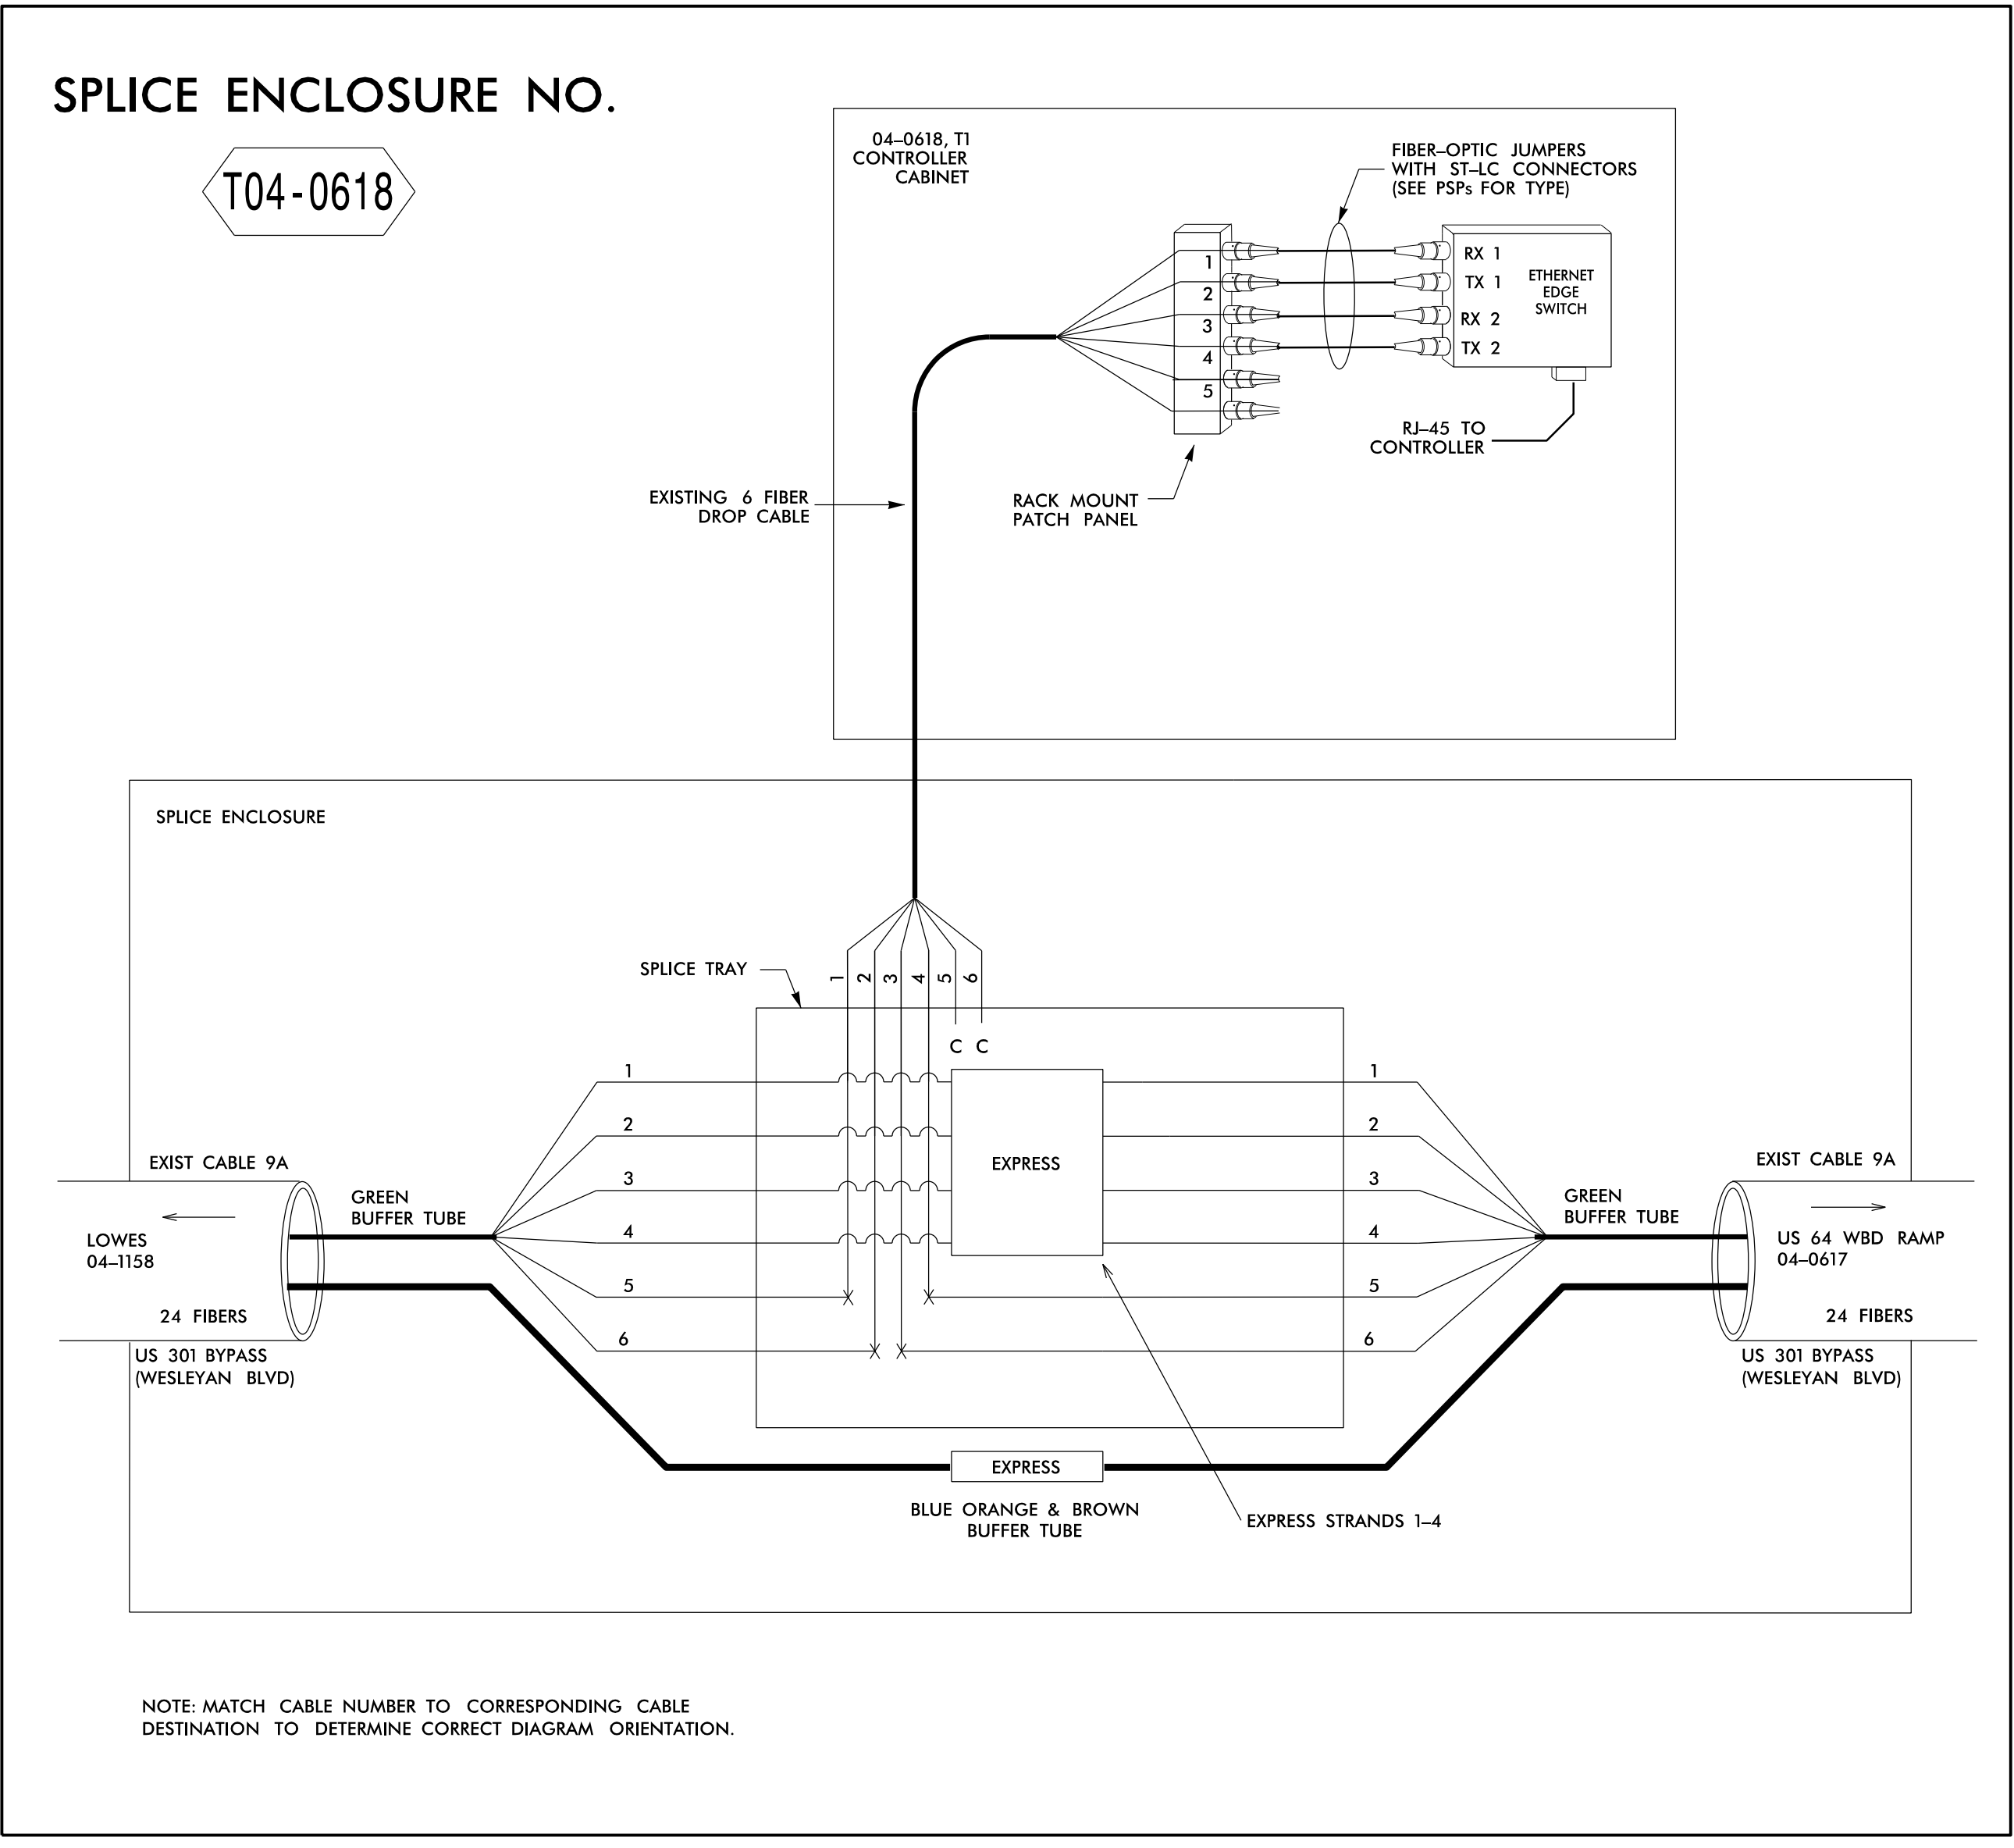 SPLICE ENCLOSURE NO.
T04-0618
04-0618, T1
CONTROLLER
CABINET
FIBER-OPTIC JUMPERS
WITH ST-LC CONNECTORS
(SEE PSPs FOR TYPE)
1
2
3
4
5
RX 1
TX 1
RX 2
TX 2
ETHERNET
EDGE
SWITCH
RJ-45 TO
CONTROLLER
EXISTING 6 FIBER
DROP CABLE
RACK MOUNT
PATCH PANEL
SPLICE ENCLOSURE
SPLICE TRAY
1 2 3 4 5 6
C C
1
2
3
4
5
6
EXPRESS
1
2
3
4
5
6
EXIST CABLE 9A
GREEN
BUFFER TUBE
LOWES
04-1158
24 FIBERS
US 301 BYPASS
(WESLEYAN BLVD)
EXIST CABLE 9A
GREEN
BUFFER TUBE
US 64 WBD RAMP
04-0617
24 FIBERS
US 301 BYPASS
(WESLEYAN BLVD)
EXPRESS
BLUE ORANGE & BROWN
BUFFER TUBE
EXPRESS STRANDS 1-4
NOTE: MATCH CABLE NUMBER TO CORRESPONDING CABLE
DESTINATION TO DETERMINE CORRECT DIAGRAM ORIENTATION.